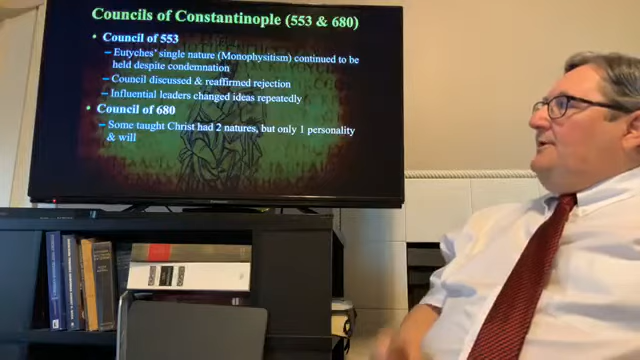 Councils of Constantinople (553 & 680)
• Council of 553
– Eutyches' single nature (Monophysitism) continued to be
held despite condemnation
– Council discussed & reaffirmed rejection
– Influential leaders changed ideas repeatedly
• Council of 680
– Some taught Christ had 2 natures, but only 1 personality
& will